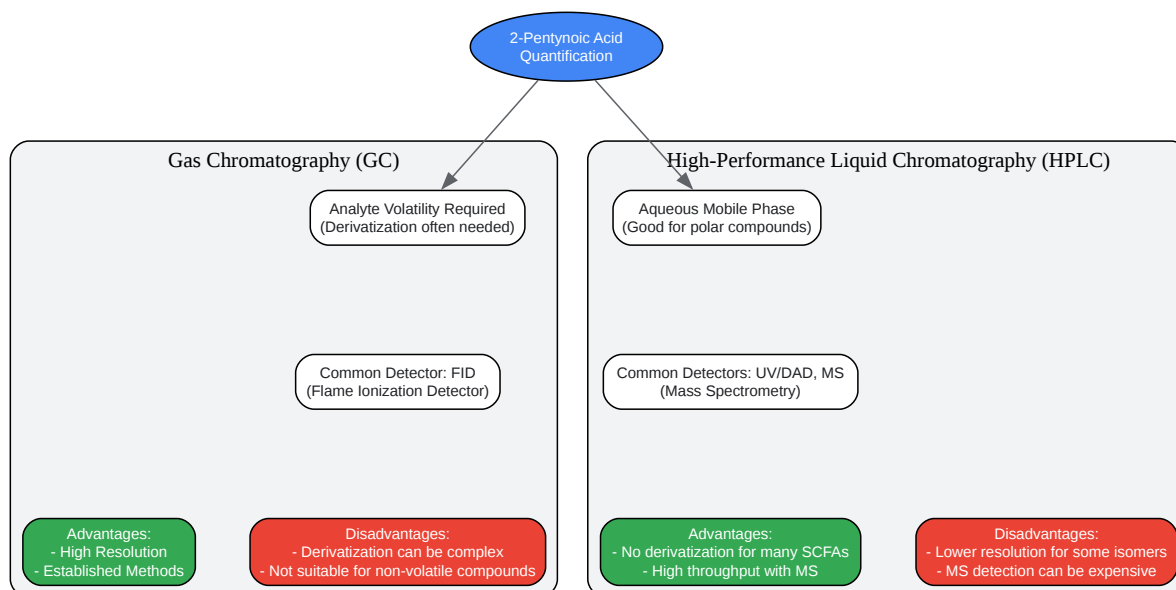 2-Pentynoic Acid
Quantification
Gas Chromatography (GC)
Analyte Volatility Required
(Derivatization often needed)
Common Detector: FID
(Flame Ionization Detector)
Advantages:
- High Resolution
- Established Methods
Disadvantages:
- Derivatization can be complex
- Not suitable for non-volatile compounds
High-Performance Liquid Chromatography (HPLC)
Aqueous Mobile Phase
(Good for polar compounds)
Common Detectors: UV/DAD, MS
(Mass Spectrometry)
Advantages:
- No derivatization for many SCFAs
- High throughput with MS
Disadvantages:
- Lower resolution for some isomers
- MS detection can be expensive